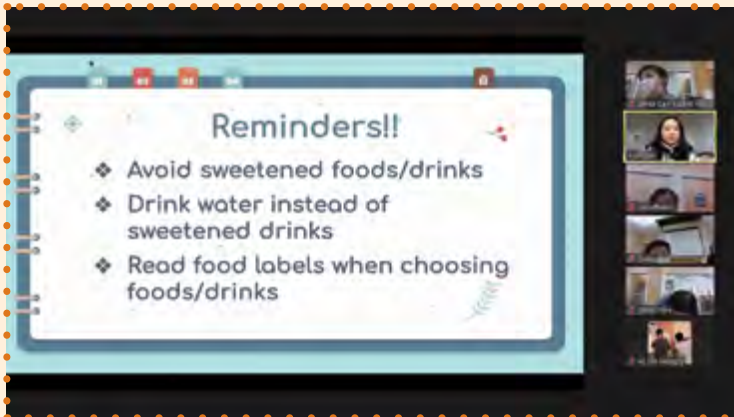 Reminders!!
❖ Avoid sweetened foods/drinks
❖ Drink water instead of
sweetened drinks
❖ Read food labels when choosing
foods/drinks